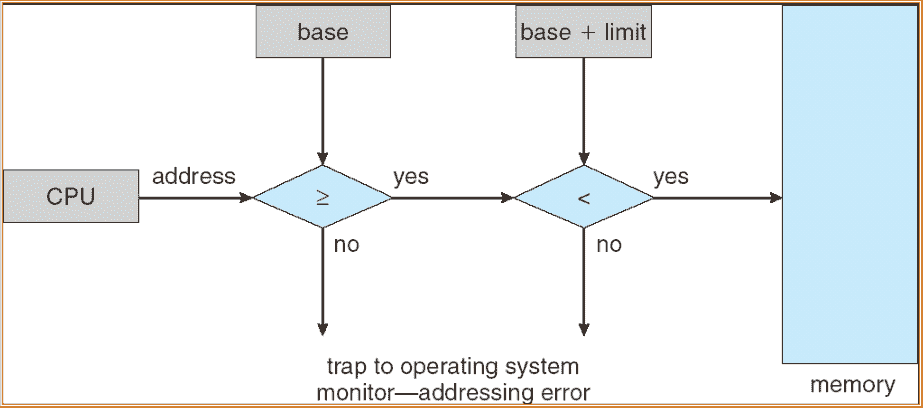 base
base + limit
CPU
address
≥
yes
<
yes
no
no
trap to operating system
monitor—addressing error
memory